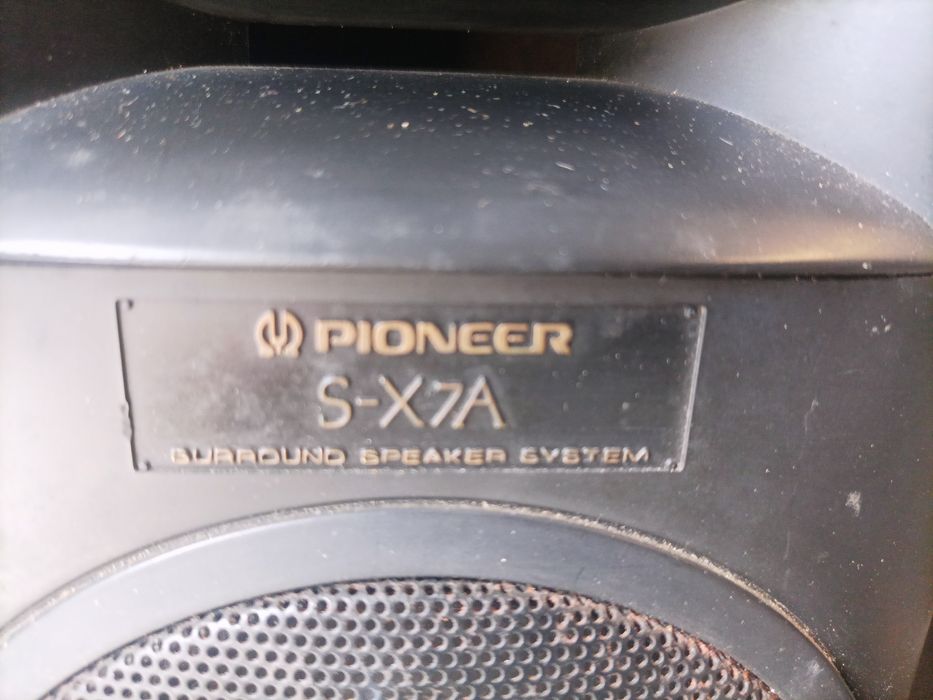 PIONEER
S-X7A
SURROUND SPEAKER SYSTEM